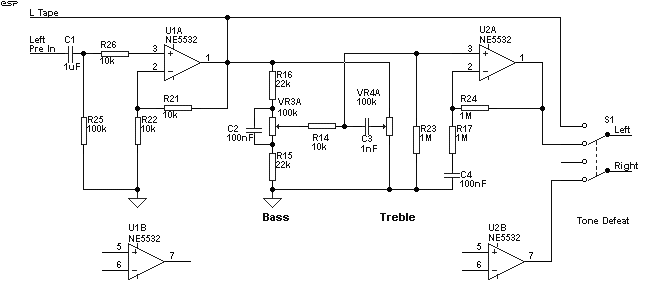 esp
L Tape
Left
Pre In
C1
1uF
R26
10k
U1A
NE5532
3
2
1
R21
10k
R25
100k
R22
10k
R16
22k
VR3A
100k
C2
100nF
R15
22k
R14
10k
VR4A
100k
C3
1nF
R23
1M
U2A
NE5532
3
2
1
R24
1M
R17
1M
C4
100nF
S1
Left
Right
Bass
Treble
Tone Defeat
U1B
NE5532
5
6
7
U2B
NE5532
5
6
7